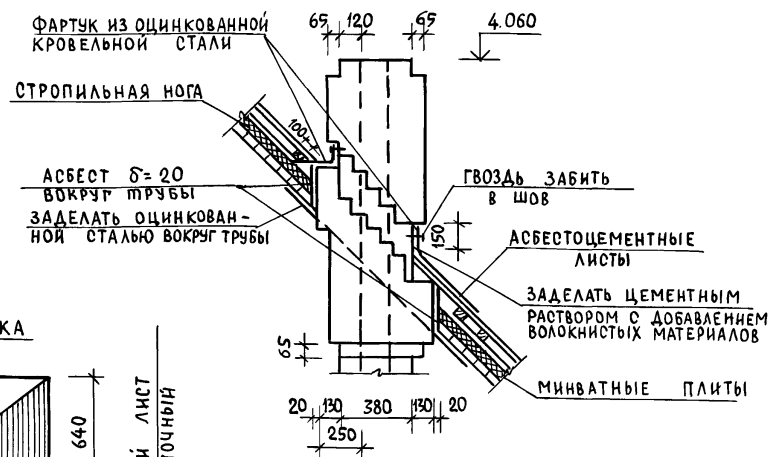 ФАРТУК ИЗ ОЦИНКОВАННОЙ
КРОВЕЛЬНОЙ СТАЛИ
65 120 65
4.060
СТРОПИЛЬНАЯ НОГА
100
АСБЕСТ δ=20
ВОКРУГ ТРУБЫ
ГВОЗДЬ ЗАБИТЬ
В ШОВ
ЗАДЕЛАТЬ ОЦИНКОВАН-
НОЙ СТАЛЬЮ ВОКРУГ ТРУБЫ
150
АСБЕСТОЦЕМЕНТНЫЕ
ЛИСТЫ
ЗАДЕЛАТЬ ЦЕМЕНТНЫМ
РАСТВОРОМ С ДОБАВЛЕНИЕМ
ВОЛОКНИСТЫХ МАТЕРИАЛОВ
КА
65
МИНВАТНЫЕ ПЛИТЫ
20 130 380 130 20
250
640
Й ЛИСТ
ТОЧНЫЙ